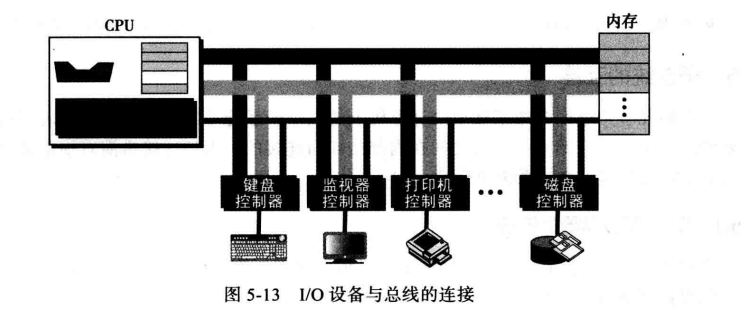 CPU
内存
键盘
控制器
监视器
控制器
打印机
控制器
磁盘
控制器
图 5-13 I/O 设备与总线的连接